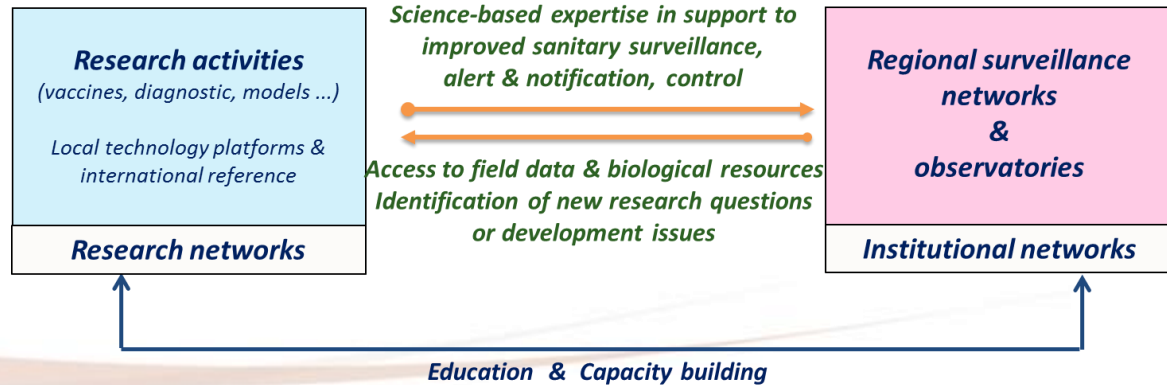 Research activities
(vaccines, diagnostic, models ...)
Local technology platforms &
international reference
Research networks
Science-based expertise in support to
improved sanitary surveillance,
alert & notification, control
Access to field data & biological resources
Identification of new research questions
or development issues
Regional surveillance
networks
&
observatories
Institutional networks
Education & Capacity building